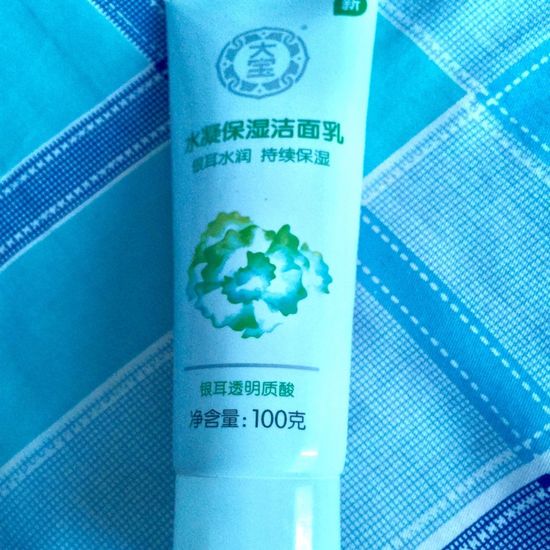 新
大宝
水凝保湿洁面乳
银耳水润 持续保湿
银耳透明质酸
净含量: 100克